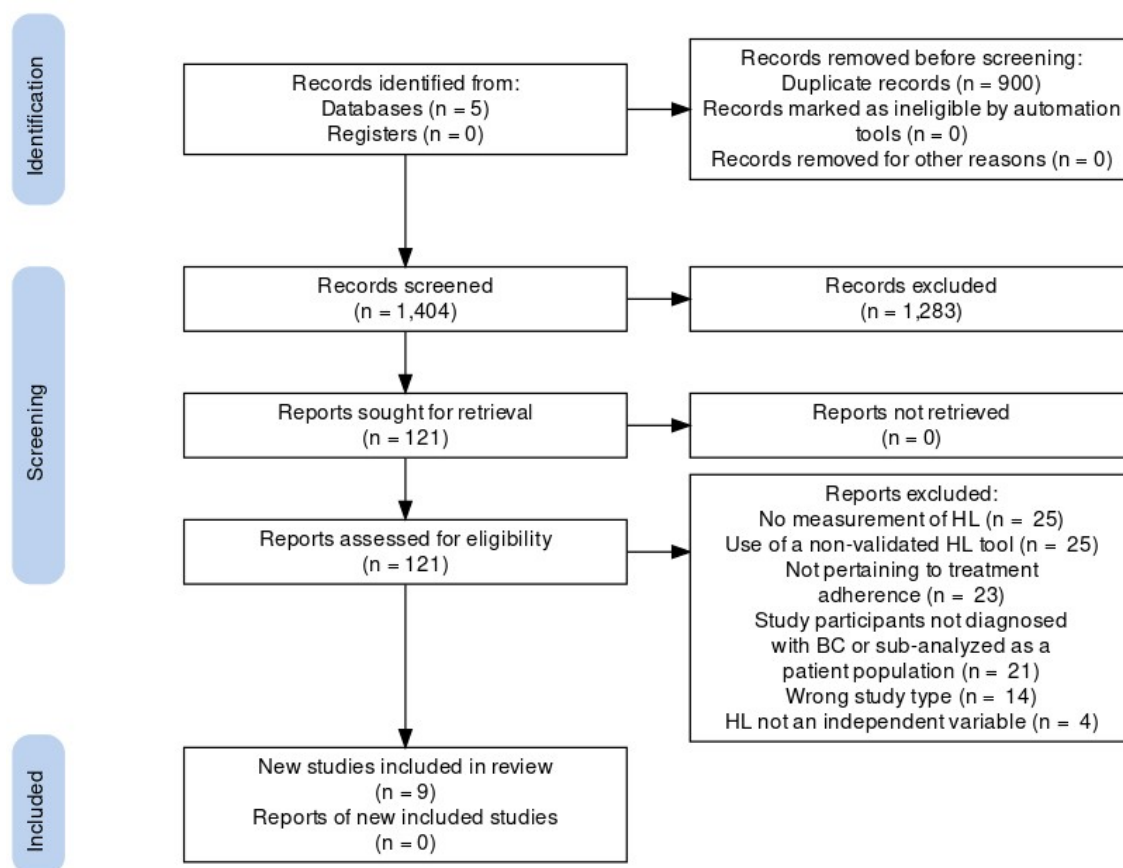 Identification
Records identified from:
Databases (n = 5)
Registers (n = 0)
Records removed before screening:
Duplicate records (n = 900)
Records marked as ineligible by automation
tools (n = 0)
Records removed for other reasons (n = 0)
Screening
Records screened
(n = 1,404)
Records excluded
(n = 1,283)
Reports sought for retrieval
(n = 121)
Reports not retrieved
(n = 0)
Reports assessed for eligibility
(n = 121)
Reports excluded:
No measurement of HL (n = 25)
Use of a non-validated HL tool (n = 25)
Not pertaining to treatment
adherence (n = 23)
Study participants not diagnosed
with BC or sub-analyzed as a
patient population (n = 21)
Wrong study type (n = 14)
HL not an independent variable (n = 4)
Included
New studies included in review
(n = 9)
Reports of new included studies
(n = 0)